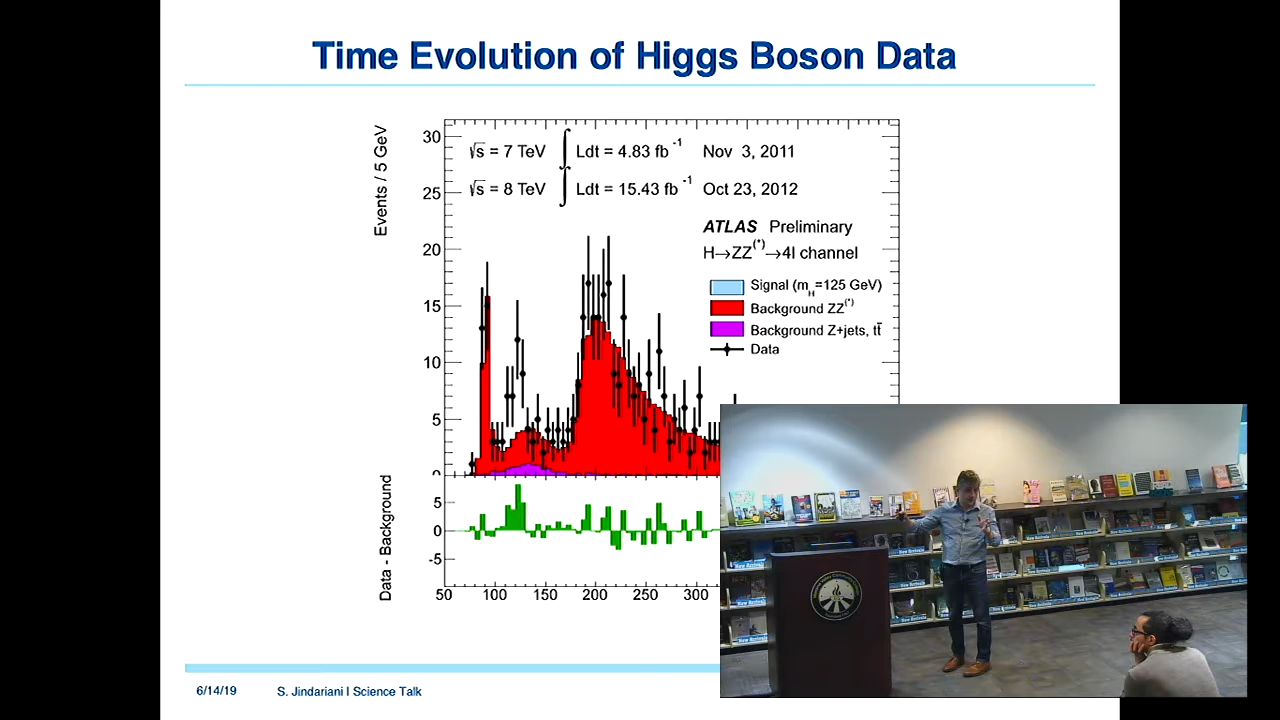 Time Evolution of Higgs Boson Data
Events / 5 GeV
30
25
20
15
10
5
0
√s = 7 TeV ∫ Ldt = 4.83 fb⁻¹ Nov 3, 2011
√s = 8 TeV ∫ Ldt = 15.43 fb⁻¹ Oct 23, 2012
ATLAS Preliminary
H→ZZ(*)→4l channel
Signal (mH=125 GeV)
Background ZZ(*)
Background Z+jets, tt̄
Data
Data - Background
5
0
-5
50 100 150 200 250 300
New Arrivals
6/14/19 S. Jindariani I Science Talk